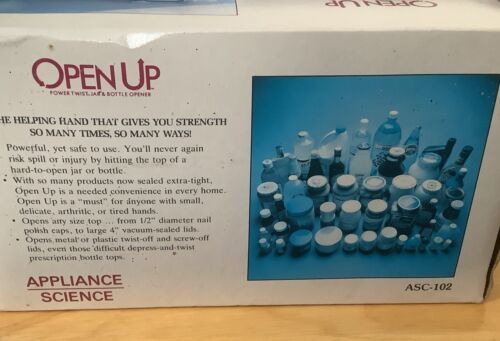 OPEN UP
OPEN UP
POWER TWIST, JAR & BOTTLE OPENER
HE HELPING HAND THAT GIVES YOU STRENGTH
SO MANY TIMES, SO MANY WAYS!
Powerful, yet safe to use. You'll never again
risk spill or injury by hitting the top of a
hard-to-open jar or bottle.
• With so many products now sealed extra-tight,
Open Up is a needed convenience in every home.
Open Up is a "must" for anyone with small,
delicate, arthritic, or tired hands.
• Opens any size top . . . from 1/2" diameter nail
polish caps, to large 4" vacuum-sealed lids.
• Opens metal or plastic twist-off and screw-off
lids, even those difficult depress-and-twist
prescription bottle tops.
APPLIANCE
SCIENCE
ASC-102